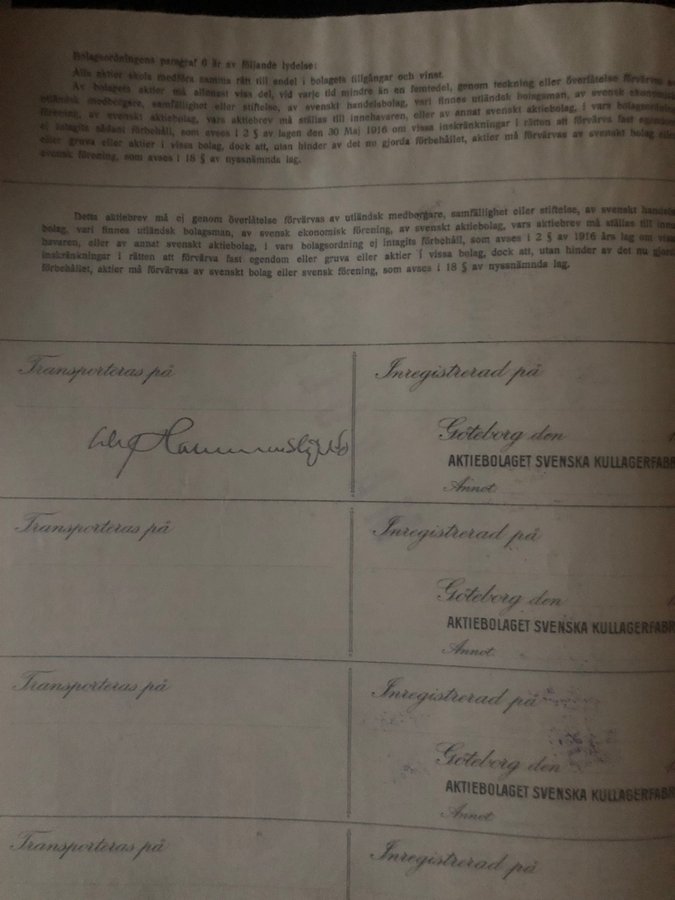 Bolagsordningens paragraf 6 är av följande lydelse:
Alla aktier skola medföra samma rätt till andel i bolagets tillgångar och vinst.
Av bolagets aktier må allenast viss del, vid varje tid mindre än en femtedel, genom teckning eller överlåtelse förvärvas av
utländsk medborgare, samfällighet eller stiftelse, av svenskt handelsbolag, vari finnes utländsk bolagsman, av svensk ekonomisk
förening, av svenskt aktiebolag, vars aktiebrev må ställas till innehavaren, eller av annat svenskt aktiebolag, i vars bolagsordning
ej intagits sådant förbehåll, som avses i 2 § av lagen den 30 Maj 1916 om vissa inskränkningar i rätten att förvärva fast egendom
eller gruva eller aktier i vissa bolag, dock att, utan hinder av det nu gjorda förbehållet, aktier må förvärvas av svenskt bolag eller
svensk förening, som avses i 18 § av nyssnämnda lag.
Detta aktiebrev må ej genom överlåtelse förvärvas av utländsk medborgare, samfällighet eller stiftelse, av svenskt handels
bolag, vari finnes utländsk bolagsman, av svensk ekonomisk förening, av svenskt aktiebolag, vars aktiebrev må ställas till inne
havaren, eller av annat svenskt aktiebolag, i vars bolagsordning ej intagits förbehåll, som avses i 2 § av 1916 års lag om vissa
inskränkningar i rätten att förvärva fast egendom eller gruva eller aktier i vissa bolag, dock att, utan hinder av det nu gjorda
förbehållet, aktier må förvärvas av svenskt bolag eller svensk förening, som avses i 18 § av nyssnämnda lag.
Transporteras på
Hammarskjöld
Inregistrerad på
Göteborg den 1
AKTIEBOLAGET SVENSKA KULLAGERFAB
Annot.
Transporteras på
Inregistrerad på
Göteborg den 1
AKTIEBOLAGET SVENSKA KULLAGERFAB
Annot.
Transporteras på
Inregistrerad på
Göteborg den 1
AKTIEBOLAGET SVENSKA KULLAGERFAB
Annot.
Transporteras på
Inregistrerad på